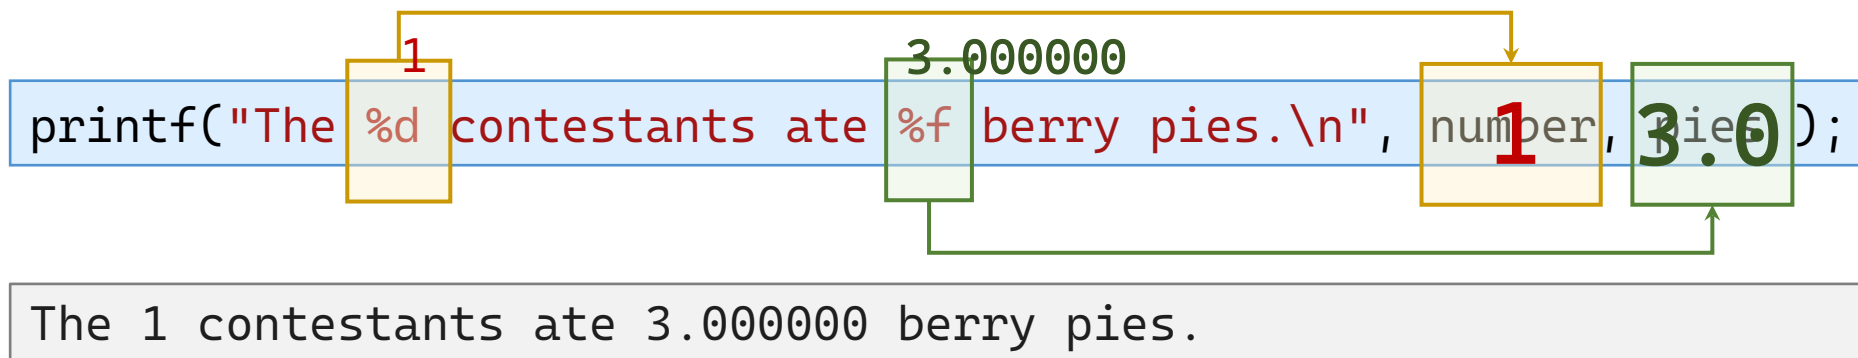 1 3.000000
printf("The %d contestants ate %f berry pies.\n", number, pies);
1 3.0
The 1 contestants ate 3.000000 berry pies.